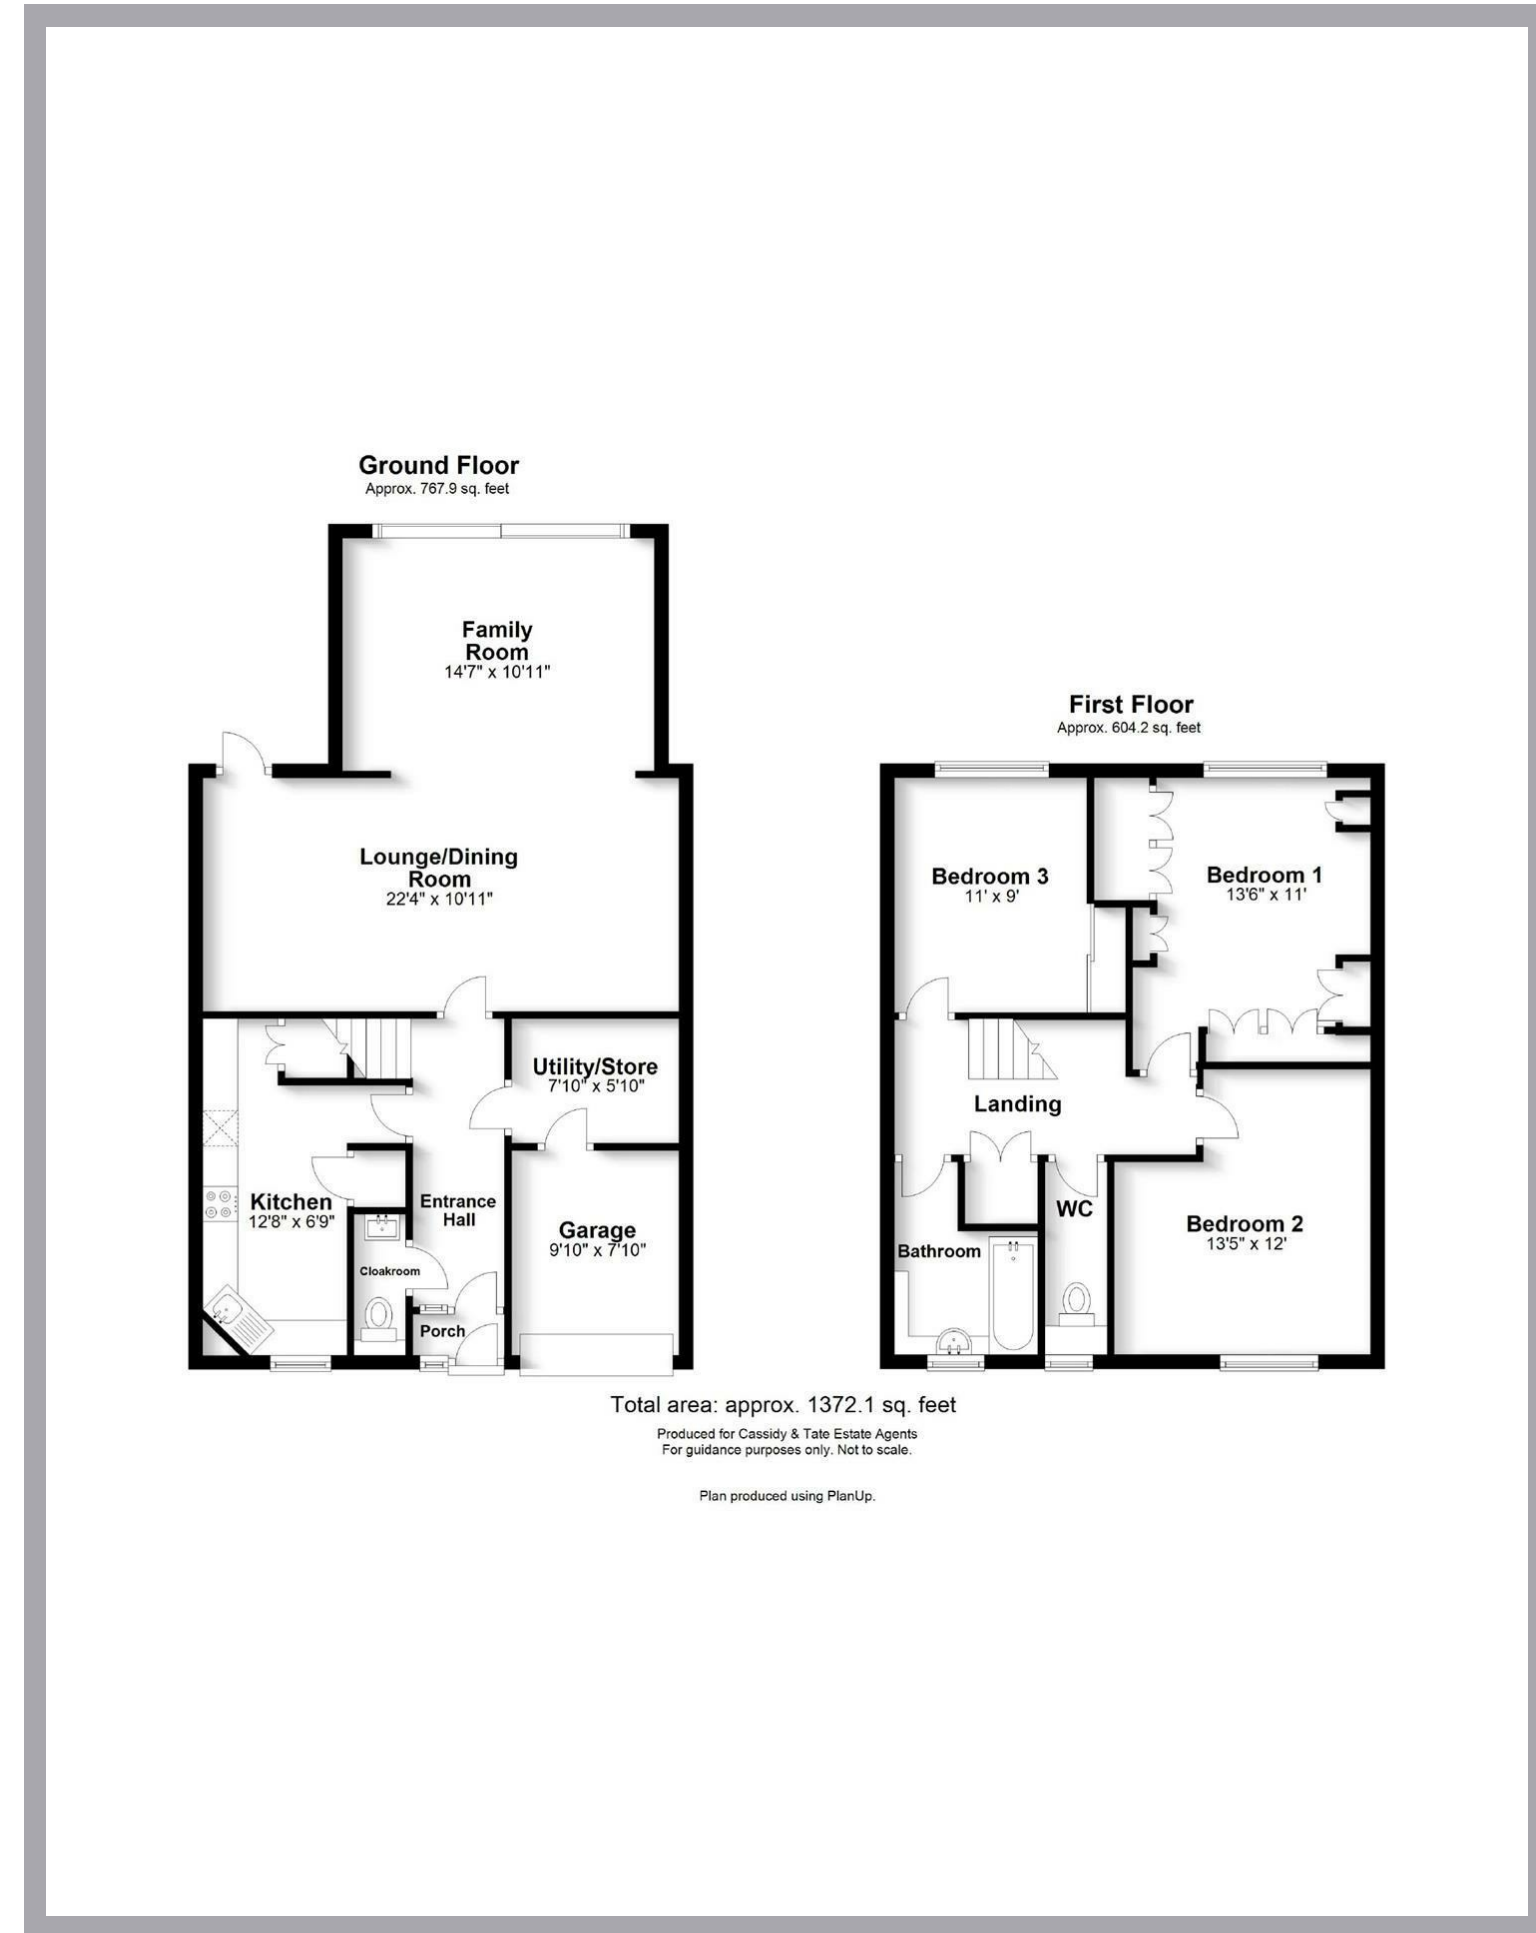 Ground Floor
Approx. 767.9 sq. feet
Family
Room
14'7" x 10'11"
Lounge/Dining
Room
22'4" x 10'11"
Utility/Store
7'10" x 5'10"
Kitchen
12'8" x 6'9"
Entrance
Hall
Garage
9'10" x 7'10"
Cloakroom
Porch
First Floor
Approx. 604.2 sq. feet
Bedroom 3
11' x 9'
Bedroom 1
13'6" x 11'
Landing
WC
Bedroom 2
13'5" x 12'
Bathroom
Total area: approx. 1372.1 sq. feet
Produced for Cassidy & Tate Estate Agents
For guidance purposes only. Not to scale.
Plan produced using PlanUp.